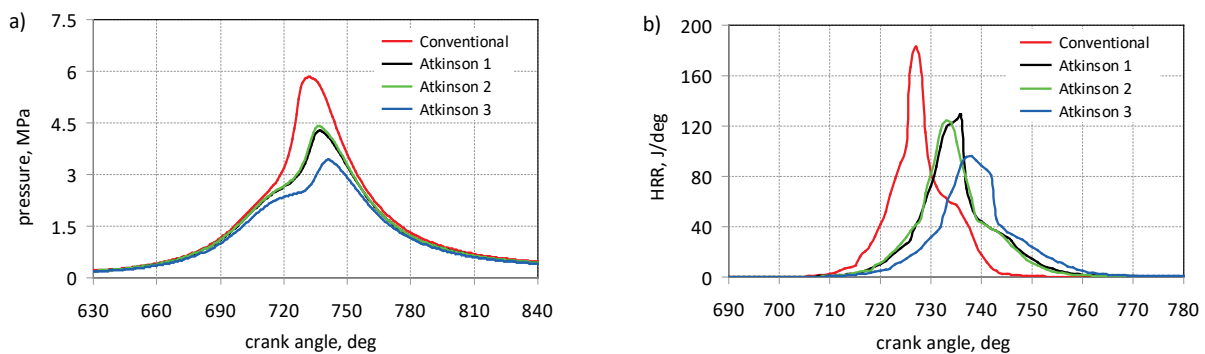 a)
pressure, MPa
7.5
6
4.5
3
1.5
0
Conventional
Atkinson 1
Atkinson 2
Atkinson 3
630 660 690 720 750 780 810 840
crank angle, deg
b)
HRR, J/deg
200
160
120
80
40
0
Conventional
Atkinson 1
Atkinson 2
Atkinson 3
690 700 710 720 730 740 750 760 770 780
crank angle, deg